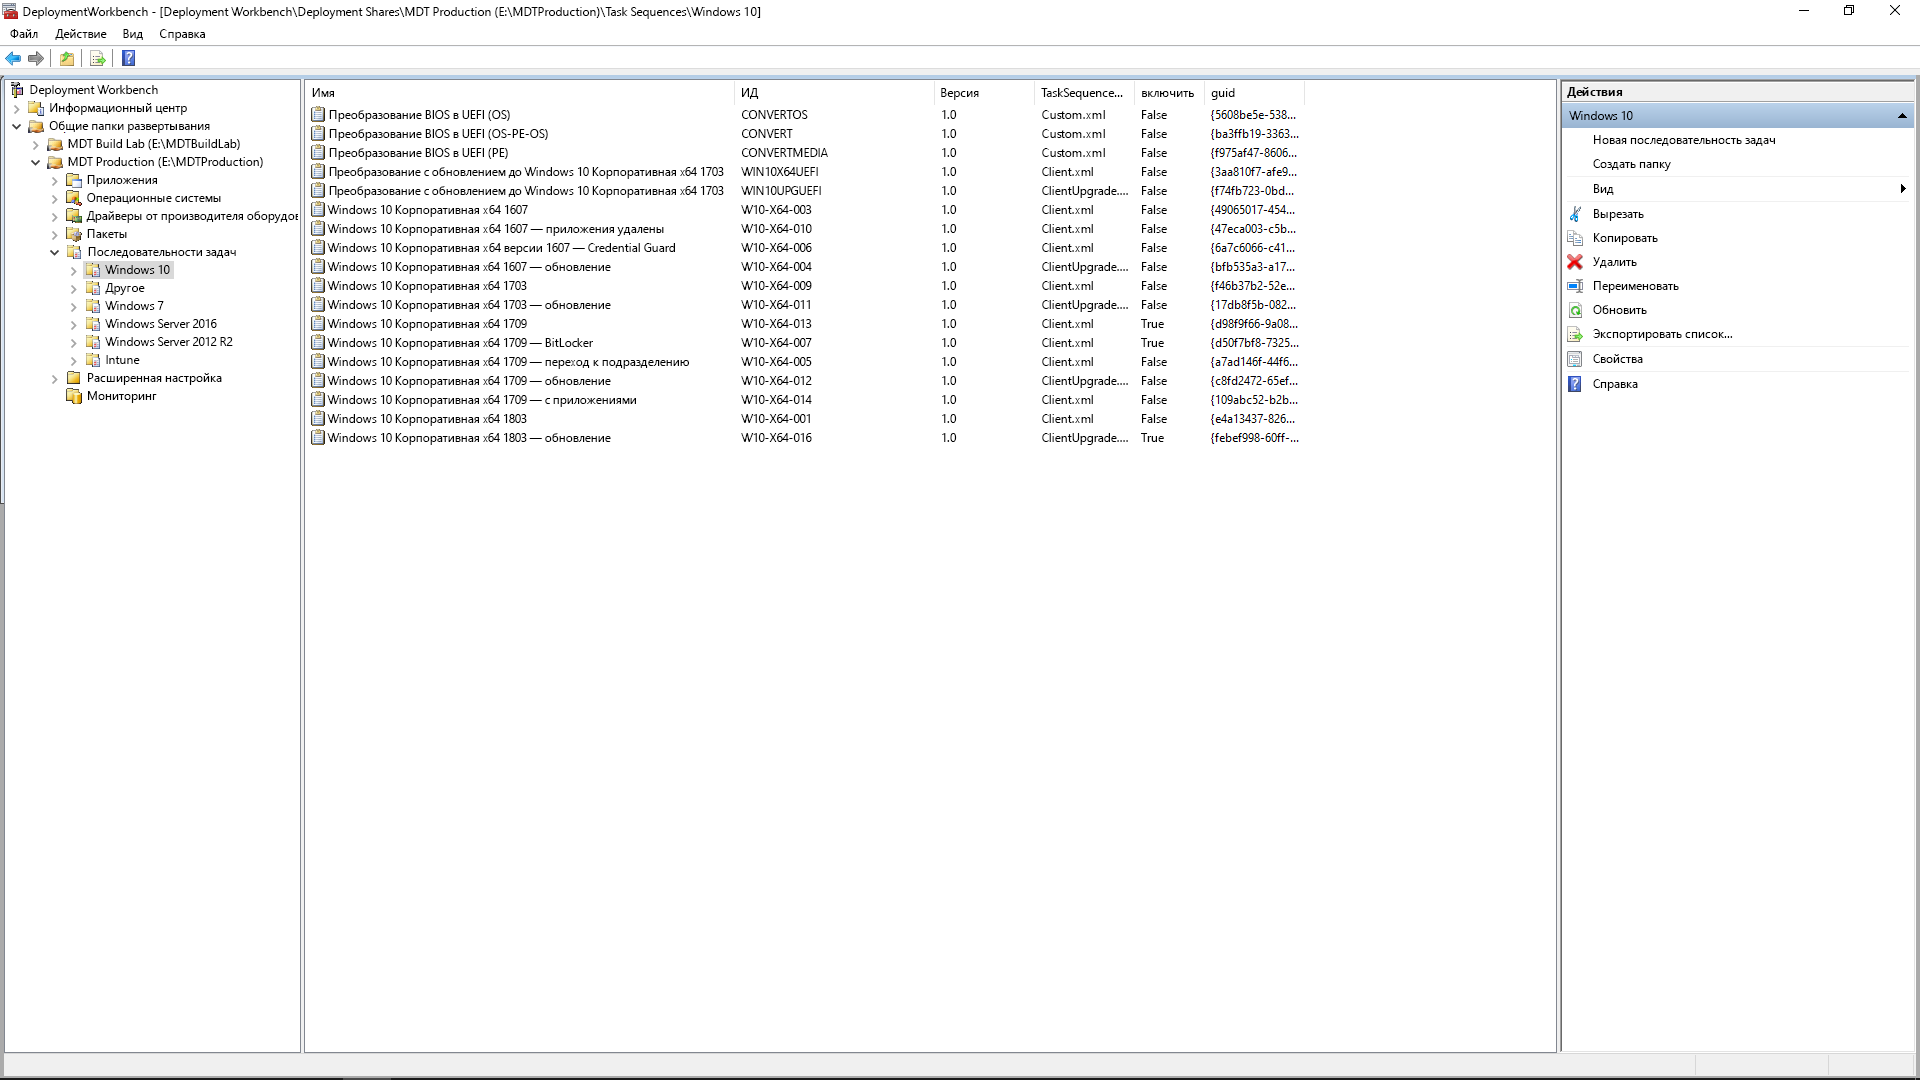 DeploymentWorkbench - [Deployment Workbench\Deployment Shares\MDT Production (E:\MDTProduction)\Task Sequences\Windows 10]
Файл Действие Вид Справка
Deployment Workbench
Информационный центр
Общие папки развертывания
MDT Build Lab (E:\MDTBuildLab)
MDT Production (E:\MDTProduction)
Приложения
Операционные системы
Драйверы от производителя оборудов
Пакеты
Последовательности задач
Windows 10
Другое
Windows 7
Windows Server 2016
Windows Server 2012 R2
Intune
Расширенная настройка
Мониторинг
Имя ИД Версия TaskSequence... включить guid
Преобразование BIOS в UEFI (OS) CONVERTOS 1.0 Custom.xml False {5608be5e-538...
Преобразование BIOS в UEFI (OS-PE-OS) CONVERT 1.0 Custom.xml False {ba3ffb19-3363...
Преобразование BIOS в UEFI (PE) CONVERTMEDIA 1.0 Custom.xml False {f975af47-8606...
Преобразование с обновлением до Windows 10 Корпоративная x64 1703 WIN10X64UEFI 1.0 Client.xml False {3aa810f7-afe9...
Преобразование с обновлением до Windows 10 Корпоративная x64 1703 WIN10UPGUEFI 1.0 ClientUpgrade.... False {f74fb723-0bd...
Windows 10 Корпоративная x64 1607 W10-X64-003 1.0 Client.xml False {49065017-454...
Windows 10 Корпоративная x64 1607 — приложения удалены W10-X64-010 1.0 Client.xml False {47eca003-c5b...
Windows 10 Корпоративная x64 версии 1607 — Credential Guard W10-X64-006 1.0 Client.xml False {6a7c6066-c41...
Windows 10 Корпоративная x64 1607 — обновление W10-X64-004 1.0 ClientUpgrade.... False {bfb535a3-a17...
Windows 10 Корпоративная x64 1703 W10-X64-009 1.0 Client.xml False {f46b37b2-52e...
Windows 10 Корпоративная x64 1703 — обновление W10-X64-011 1.0 ClientUpgrade.... False {17db8f5b-082...
Windows 10 Корпоративная x64 1709 W10-X64-013 1.0 Client.xml True {d98f9f66-9a08...
Windows 10 Корпоративная x64 1709 — BitLocker W10-X64-007 1.0 Client.xml True {d50f7bf8-7325...
Windows 10 Корпоративная x64 1709 — переход к подразделению W10-X64-005 1.0 Client.xml False {a7ad146f-44f6...
Windows 10 Корпоративная x64 1709 — обновление W10-X64-012 1.0 ClientUpgrade.... False {c8fd2472-65ef...
Windows 10 Корпоративная x64 1709 — с приложениями W10-X64-014 1.0 Client.xml False {109abc52-b2b...
Windows 10 Корпоративная x64 1803 W10-X64-001 1.0 Client.xml False {e4a13437-826...
Windows 10 Корпоративная x64 1803 — обновление W10-X64-016 1.0 ClientUpgrade.... True {febef998-60ff-...
Действия
Windows 10
Новая последовательность задач
Создать папку
Вид
Вырезать
Копировать
Удалить
Переименовать
Обновить
Экспортировать список...
Свойства
Справка